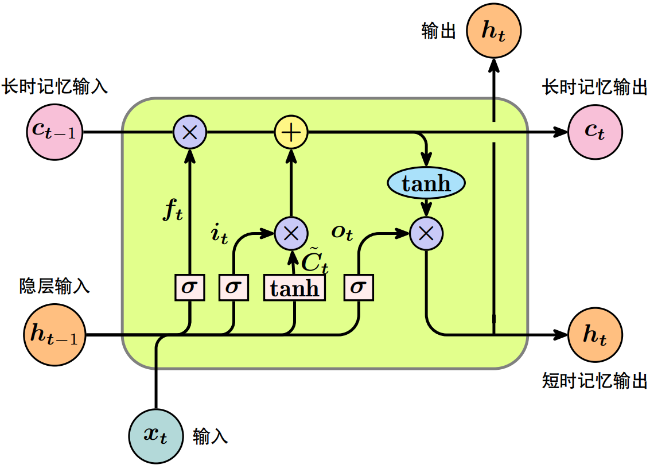 输出
h_t
长时记忆输入
长时记忆输出
c_{t-1}
×
+
c_t
tanh
f_t
i_t
×
o_t
×
C̃_t
隐层输入
σ
σ
tanh
σ
h_{t-1}
h_t
短时记忆输出
x_t
输入